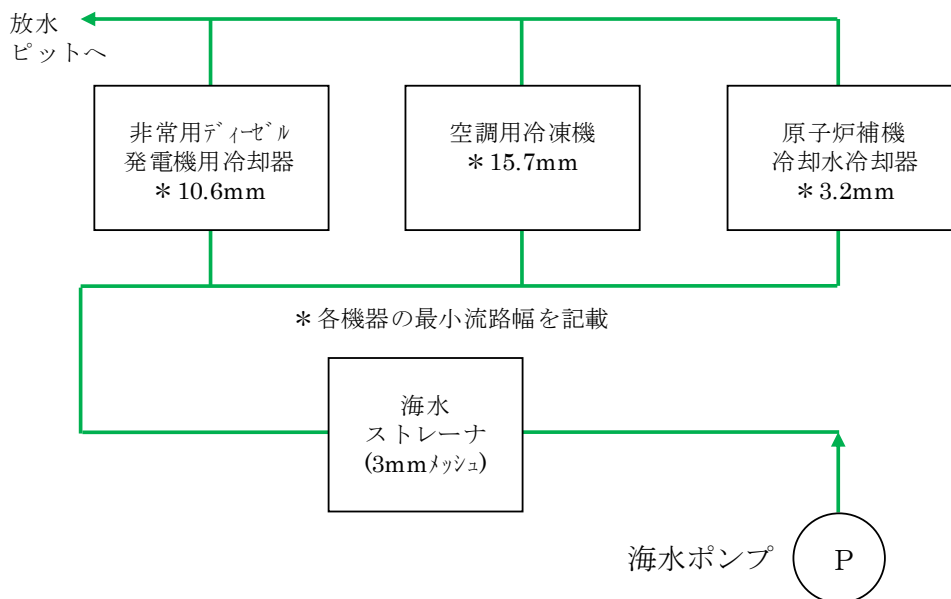 放水
ピットへ
非常用ディーゼル
発電機用冷却器
＊10.6mm
空調用冷凍機
＊15.7mm
原子炉補機
冷却水冷却器
＊3.2mm
＊各機器の最小流路幅を記載
海水
ストレーナ
(3mmメッシュ)
海水ポンプ
P